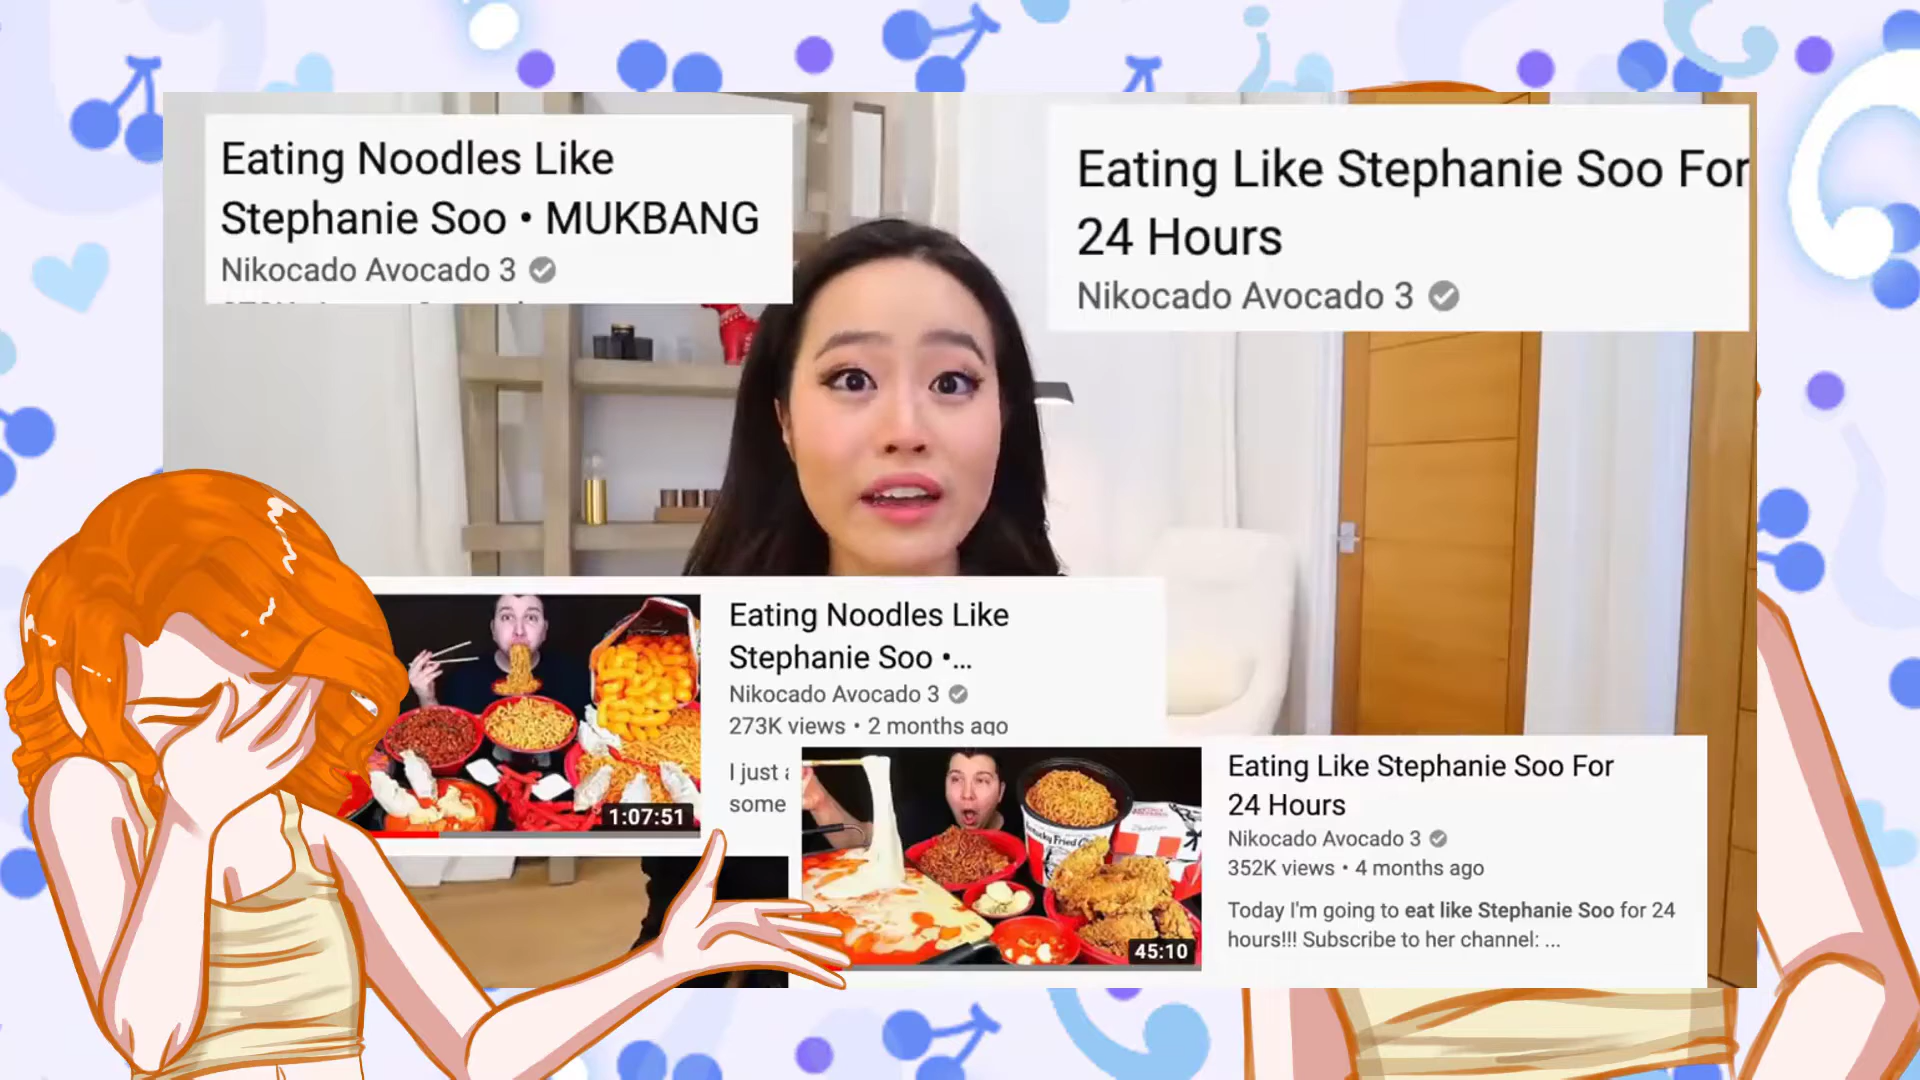 Eating Noodles Like
Stephanie Soo • MUKBANG
Nikocado Avocado 3
Eating Like Stephanie Soo For
24 Hours
Nikocado Avocado 3
Eating Noodles Like
Stephanie Soo •...
Nikocado Avocado 3
273K views • 2 months ago
I just
some
1:07:51
Eating Like Stephanie Soo For
24 Hours
Nikocado Avocado 3
352K views • 4 months ago
Today I'm going to eat like Stephanie Soo for 24
hours!!! Subscribe to her channel: ...
45:10